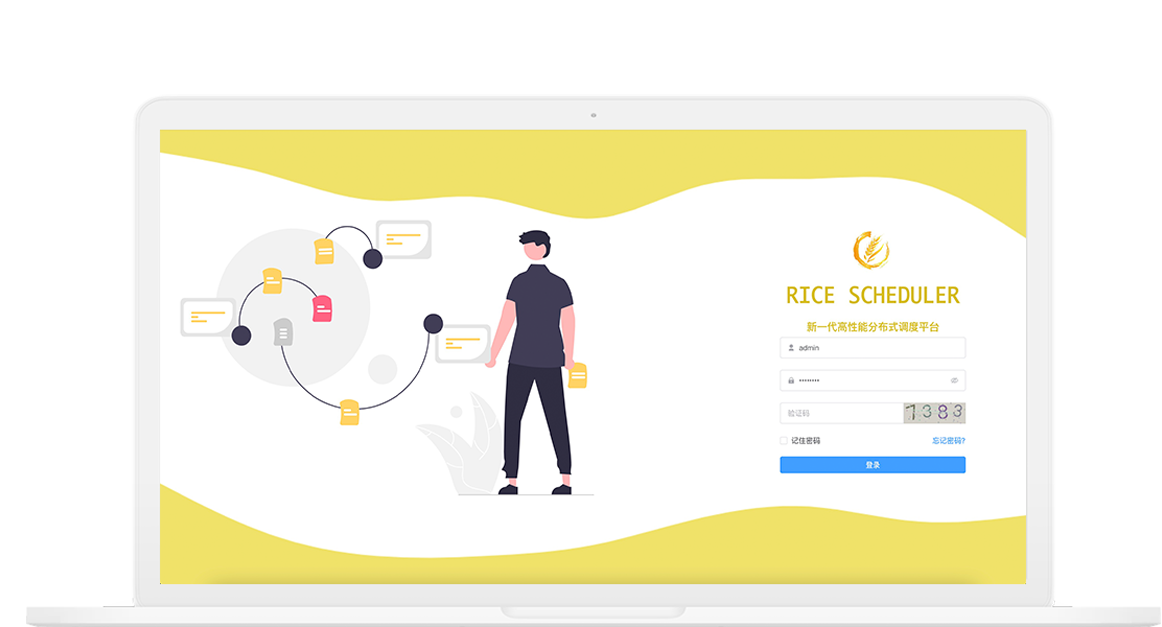 RICE SCHEDULER
新一代高性能分布式调度平台
admin
••••••••
验证码
7383
记住密码
忘记密码?
登录